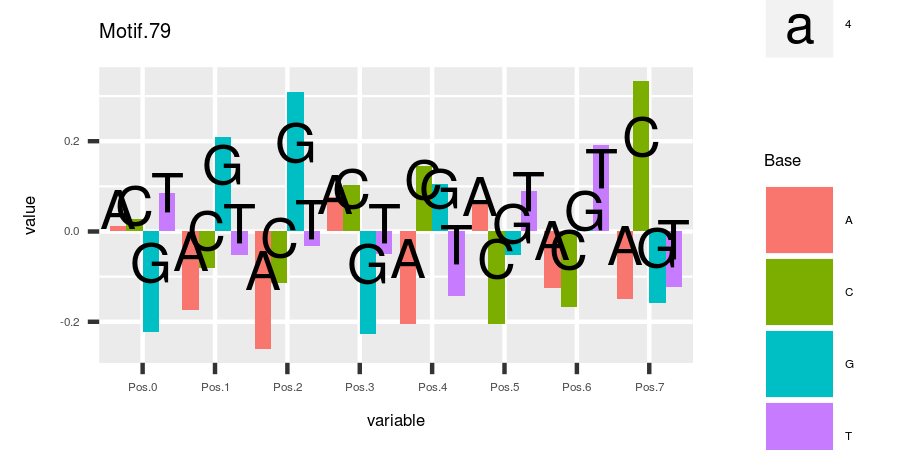 Motif.79
a 4
value
0.2
0.0
-0.2
A C G T
A C G T
A C G T
A C G T
A C G T
A C G T
A C G T
A C G T
Pos.0 Pos.1 Pos.2 Pos.3 Pos.4 Pos.5 Pos.6 Pos.7
variable
Base
A
C
G
T